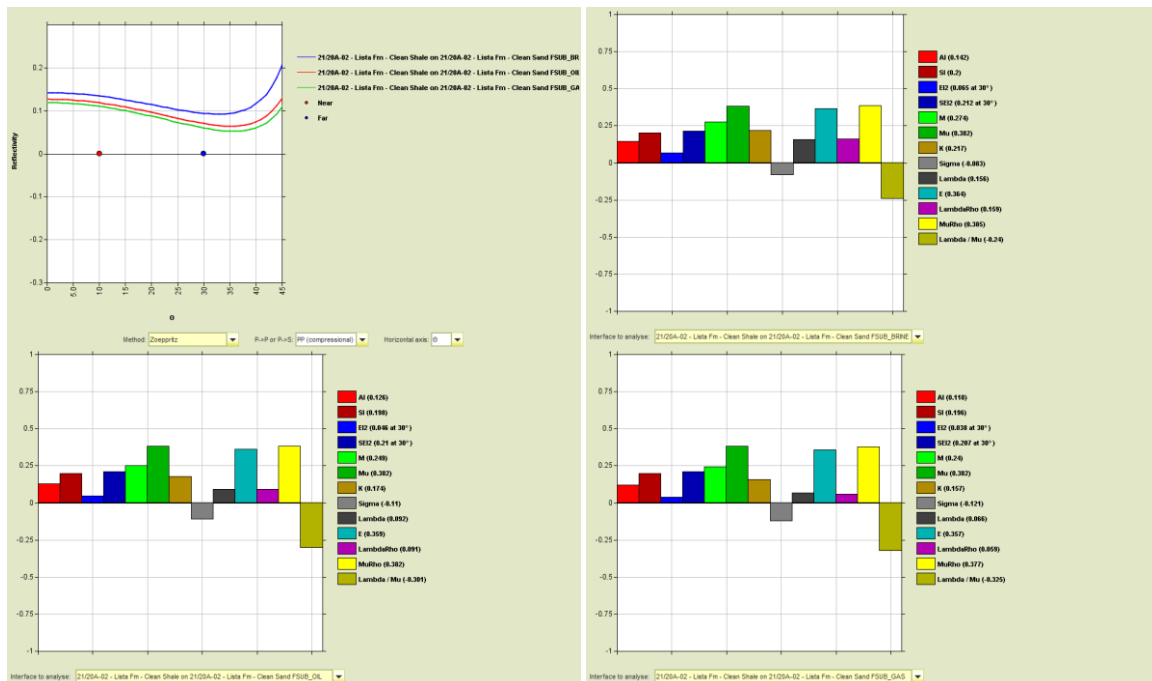 0.2
0.1
0
-0.1
-0.2
-0.3
Reflectivity
0 5.0 10 15 20 25 30 35 40 45
Θ
21/20A-02 - Lista Fm - Clean Shale on 21/20A-02 - Lista Fm - Clean Sand FSUB_BR
21/20A-02 - Lista Fm - Clean Shale on 21/20A-02 - Lista Fm - Clean Sand FSUB_OIL
21/20A-02 - Lista Fm - Clean Shale on 21/20A-02 - Lista Fm - Clean Sand FSUB_GA
Near
Far
Method: Zoeppritz P->P or P->S: PP (compressional) Horizontal axis: Θ
1
0.75
0.5
0.25
0
-0.25
-0.5
-0.75
-1
AI (0.142)
SI (0.2)
EI2 (0.065 at 30°)
SEI2 (0.212 at 30°)
M (0.274)
Mu (0.382)
K (0.217)
Sigma (-0.083)
Lambda (0.156)
E (0.364)
LambdaRho (0.159)
MuRho (0.385)
Lambda / Mu (-0.24)
Interface to analyse: 21/20A-02 - Lista Fm - Clean Shale on 21/20A-02 - Lista Fm - Clean Sand FSUB_BRINE
1
0.75
0.5
0.25
0
-0.25
-0.5
-0.75
-1
AI (0.126)
SI (0.198)
EI2 (0.046 at 30°)
SEI2 (0.21 at 30°)
M (0.249)
Mu (0.382)
K (0.174)
Sigma (-0.11)
Lambda (0.092)
E (0.359)
LambdaRho (0.091)
MuRho (0.382)
Lambda / Mu (-0.301)
Interface to analyse: 21/20A-02 - Lista Fm - Clean Shale on 21/20A-02 - Lista Fm - Clean Sand FSUB_OIL
1
0.75
0.5
0.25
0
-0.25
-0.5
-0.75
-1
AI (0.118)
SI (0.196)
EI2 (0.038 at 30°)
SEI2 (0.207 at 30°)
M (0.24)
Mu (0.382)
K (0.157)
Sigma (-0.121)
Lambda (0.066)
E (0.357)
LambdaRho (0.059)
MuRho (0.377)
Lambda / Mu (-0.325)
Interface to analyse: 21/20A-02 - Lista Fm - Clean Shale on 21/20A-02 - Lista Fm - Clean Sand FSUB_GAS